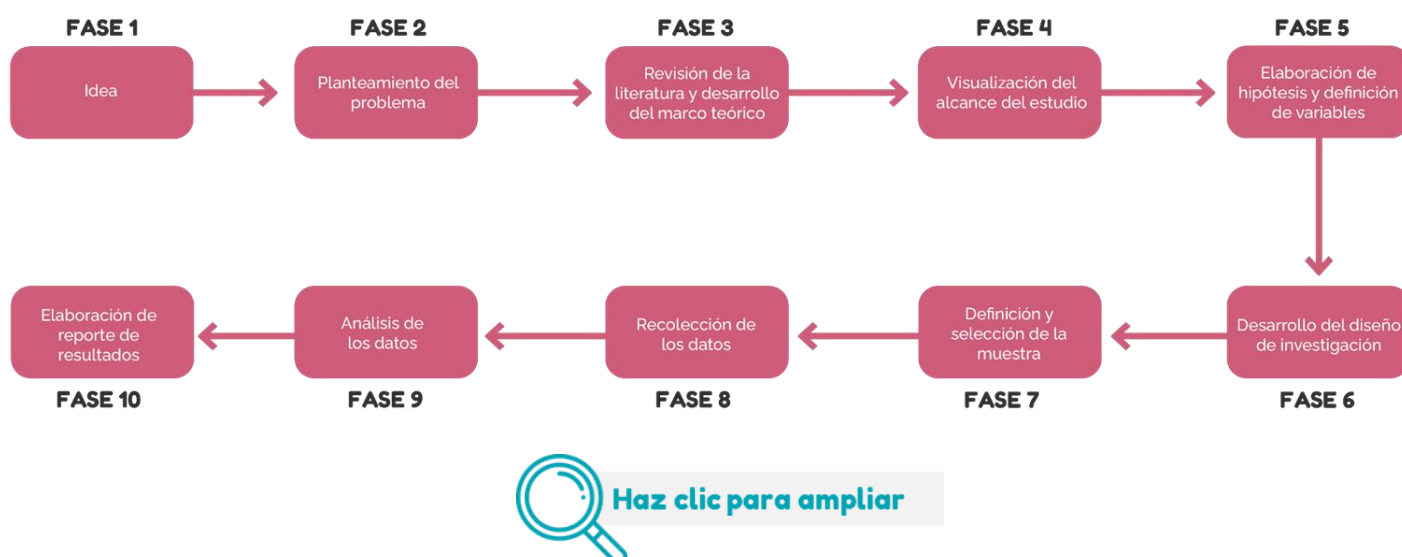 FASE 1
Idea
FASE 2
Planteamiento del
problema
FASE 3
Revisión de la
literatura y desarrollo
del marco teórico
FASE 4
Visualización del
alcance del estudio
FASE 5
Elaboración de
hipótesis y definición
de variables
Desarrollo del diseño
de investigación
FASE 6
Definición y
selección de la
muestra
FASE 7
Recolección de
los datos
FASE 8
Análisis de
los datos
FASE 9
Elaboración de
reporte de
resultados
FASE 10
Haz clic para ampliar